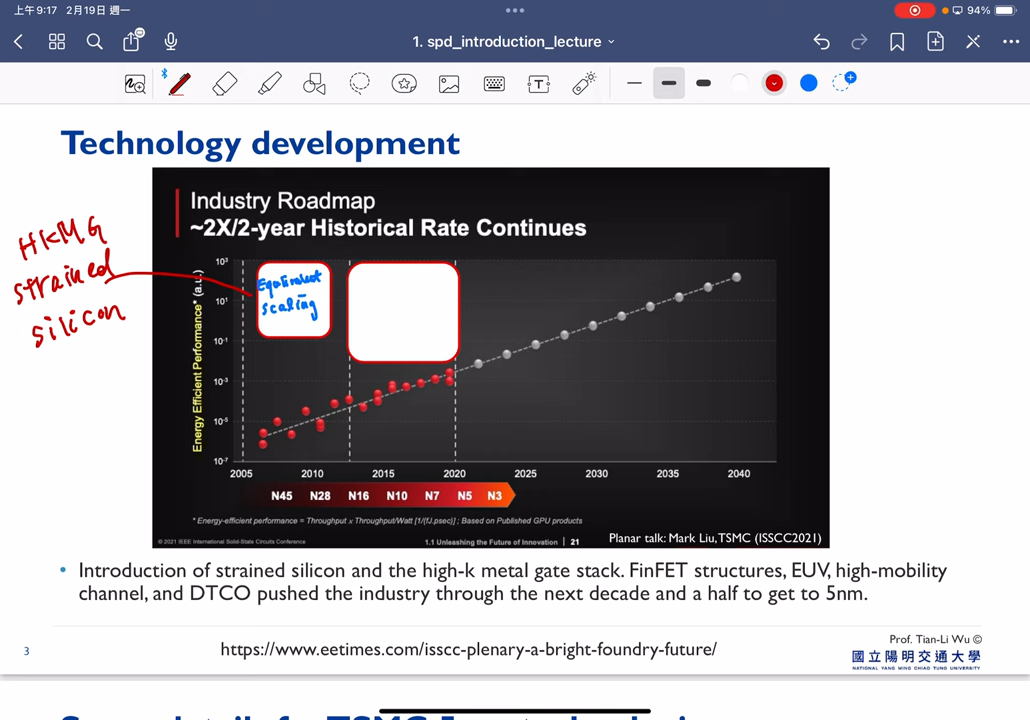 上午9:17 2月19日 週一
94%
1. spd_introduction_lecture
Technology development
Industry Roadmap
~2X/2-year Historical Rate Continues
HKMG
strained
silicon
Equivalent
scaling
Energy Efficient Performance* (a.u.)
10³
10¹
10⁻¹
10⁻³
10⁻⁵
10⁻⁷
2005 2010 2015 2020 2025 2030 2035 2040
N45 N28 N16 N10 N7 N5 N3
* Energy-efficient performance = Throughput x Throughput/Watt [1/(fJ.psec)] ; Based on Published GPU products
© 2021 IEEE International Solid-State Circuits Conference 1.1 Unleashing the Future of Innovation | 21
Planar talk: Mark Liu, TSMC (ISSCC2021)
• Introduction of strained silicon and the high-k metal gate stack. FinFET structures, EUV, high-mobility
channel, and DTCO pushed the industry through the next decade and a half to get to 5nm.
3
https://www.eetimes.com/isscc-plenary-a-bright-foundry-future/
Prof. Tian-Li Wu ©
國立陽明交通大學
NATIONAL YANG MING CHIAO TUNG UNIVERSITY